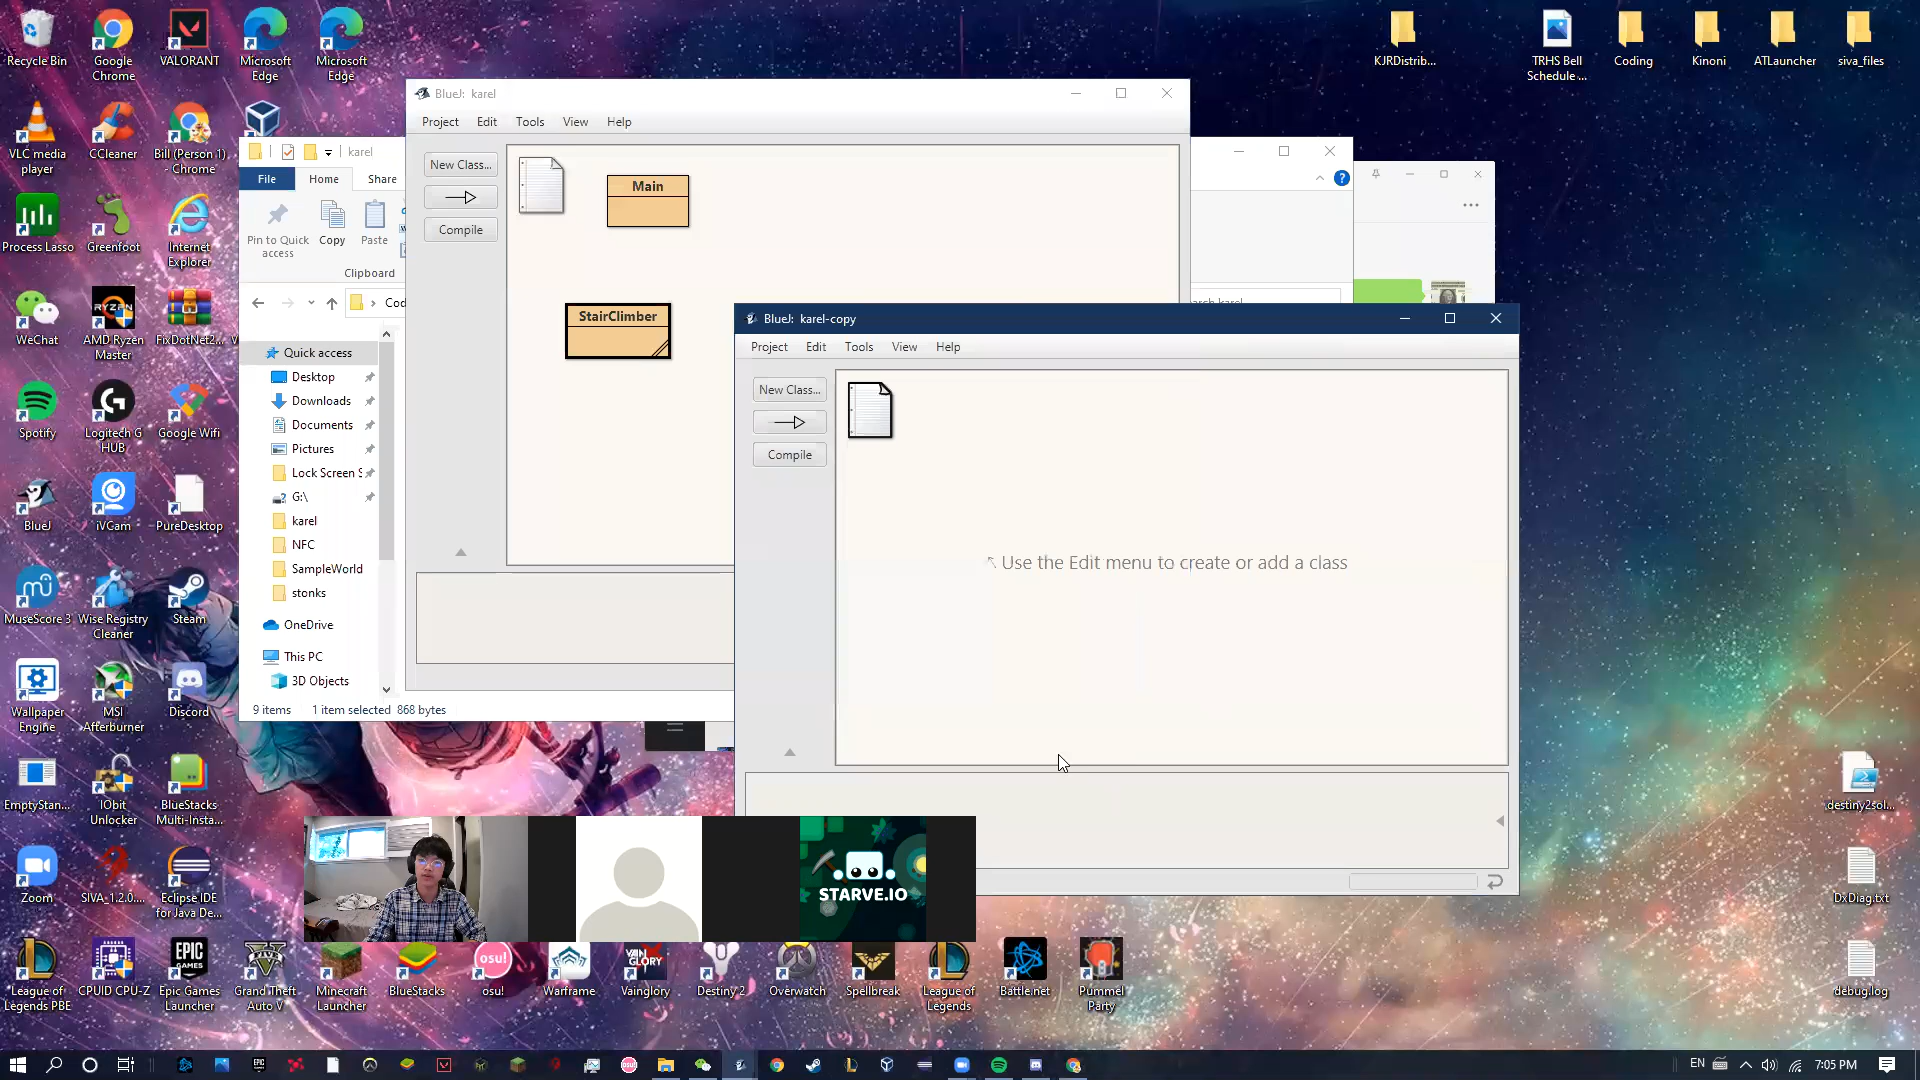 Recycle Bin
Google
Chrome
VALORANT
Microsoft
Edge
Microsoft
Edge
KJRDistrib...
TRHS Bell
Schedule ...
Coding
Kinoni
ATLauncher
siva_files
VLC media
player
CCleaner
Bill (Person 1)
- Chrome
Process Lasso
Greenfoot
Internet
Explorer
WeChat
AMD Ryzen
Master
FixDotNet2...
Spotify
Logitech G
HUB
Google Wifi
BlueJ
iVCam
PureDesktop
MuseScore 3
Wise Registry
Cleaner
Steam
Wallpaper
Engine
MSI
Afterburner
Discord
EmptyStan...
IObit
Unlocker
BlueStacks
Multi-Insta...
Zoom
SIVA_1.2.0....
Eclipse IDE
for Java De...
League of
Legends PBE
CPUID CPU-Z
Epic Games
Launcher
Grand Theft
Auto V
Minecraft
Launcher
BlueStacks
osu!
Warframe
Vainglory
Destiny 2
Overwatch
Spellbreak
League of
Legends
Battle.net
Pummel
Party
destiny2sol...
DxDiag.txt
debug.log
karel
File
Home
Share
Pin to Quick
access
Copy
Paste
Clipboard
Quick access
Desktop
Downloads
Documents
Pictures
Lock Screen S
G:\
karel
NFC
SampleWorld
stonks
OneDrive
This PC
3D Objects
9 items
1 item selected 868 bytes
BlueJ: karel
Project
Edit
Tools
View
Help
New Class...
Compile
Main
StairClimber
BlueJ: karel-copy
Project
Edit
Tools
View
Help
New Class...
Compile
Use the Edit menu to create or add a class
STARVE.IO
EN
7:05 PM